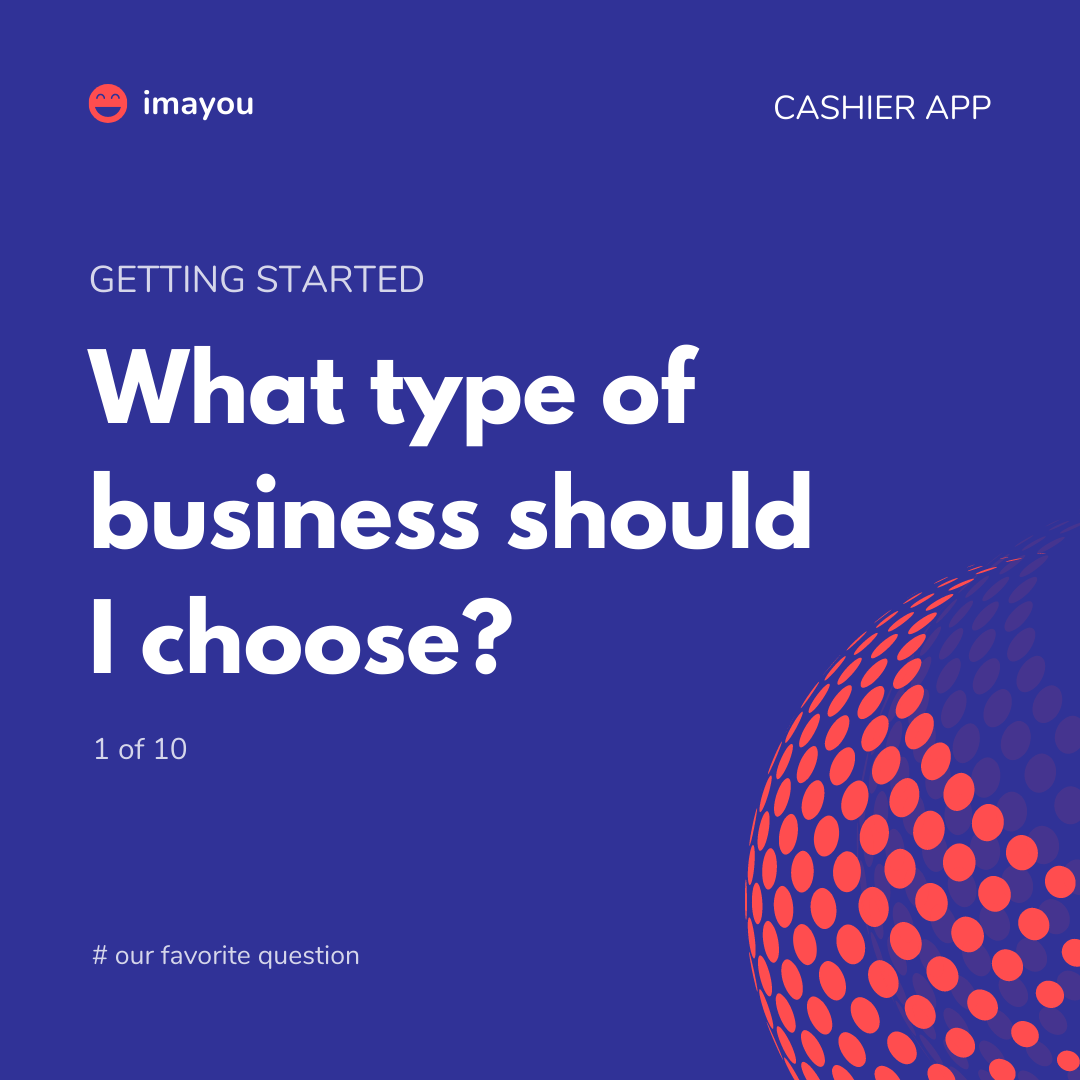 imayou
CASHIER APP
GETTING STARTED
What type of
business should
I choose?
1 of 10
# our favorite question